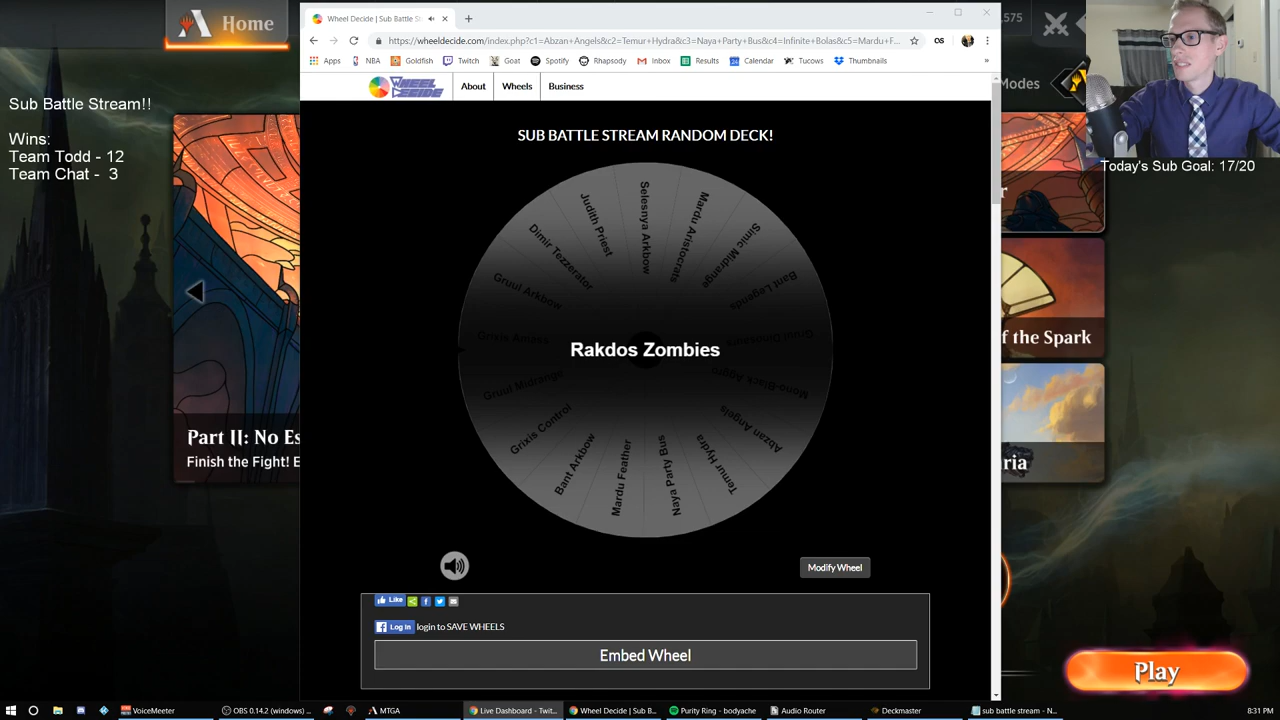 Home
Sub Battle Stream!!
Wins:
Team Todd - 12
Team Chat - 3
Part II: No Es
Finish the Fight! E
Wheel Decide | Sub Battle St
https://wheeldecide.com/index.php?c1=Abzan+Angels&c2=Temur+Hydra&c3=Naya+Party+Bus&c4=Infinite+Bolas&c5=Mardu+F...
OS
Apps NBA Goldfish Twitch Goat Spotify Rhapsody Inbox Results Calendar Tucows Thumbnails »
WHEEL DECIDE
About Wheels Business
SUB BATTLE STREAM RANDOM DECK!
Selesnya Arkbow
Mardu Aristocrats
Simic Midrange
Bant Legends
Gruul Dinosaurs
Mono-Black Aggro
Abzan Angels
Temur Hydra
Naya Party Bus
Mardu Feather
Bant Arkbow
Grixis Control
Gruul Midrange
Gruul Arkbow
Dimir Tezzerator
Judith Priest
Rakdos Zombies
Modify Wheel
Like
Log In login to SAVE WHEELS
Embed Wheel
,575
Modes
Today's Sub Goal: 17/20
r
f the Spark
ria
Play
VoiceMeeter OBS 0.14.2 (windows) ... MTGA Live Dashboard - Twit... Wheel Decide | Sub B... Purity Ring - bodyache Audio Router Deckmaster sub battle stream - N... 8:31 PM